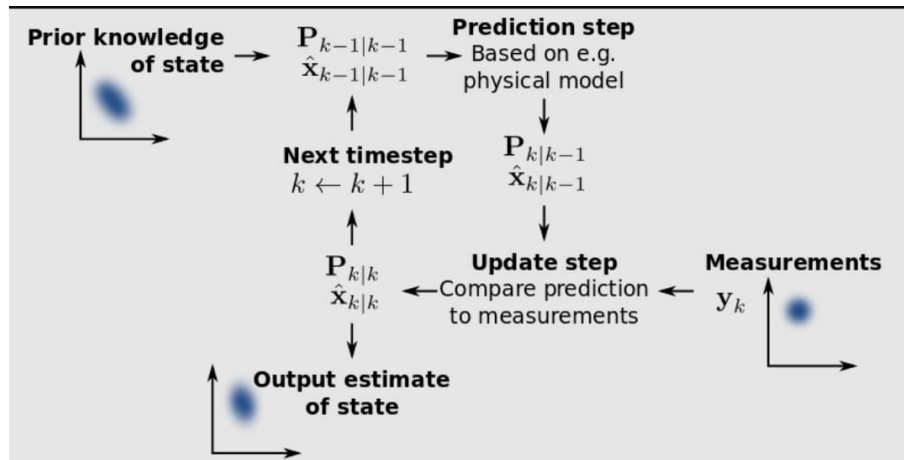 Prior knowledge
of state
P_{k−1|k−1}
x̂_{k−1|k−1}
Prediction step
Based on e.g.
physical model
Next timestep
k ← k + 1
P_{k|k−1}
x̂_{k|k−1}
P_{k|k}
x̂_{k|k}
Update step
Compare prediction
to measurements
Measurements
y_k
Output estimate
of state